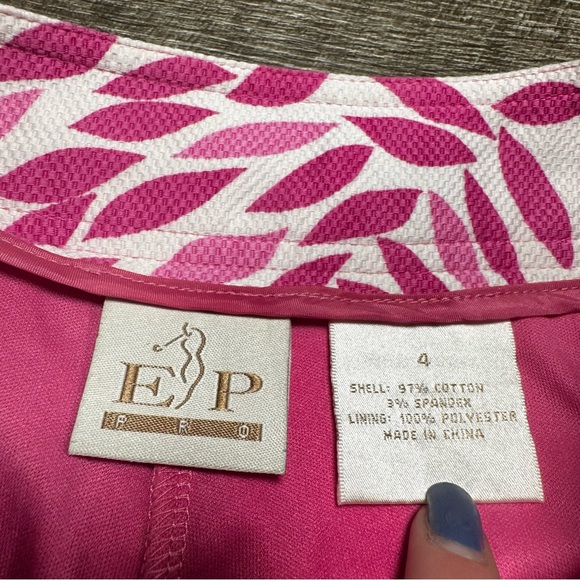 EP
PRO
4
SHELL: 97% COTTON
3% SPANDEX
LINING: 100% POLYESTER
MADE IN CHINA